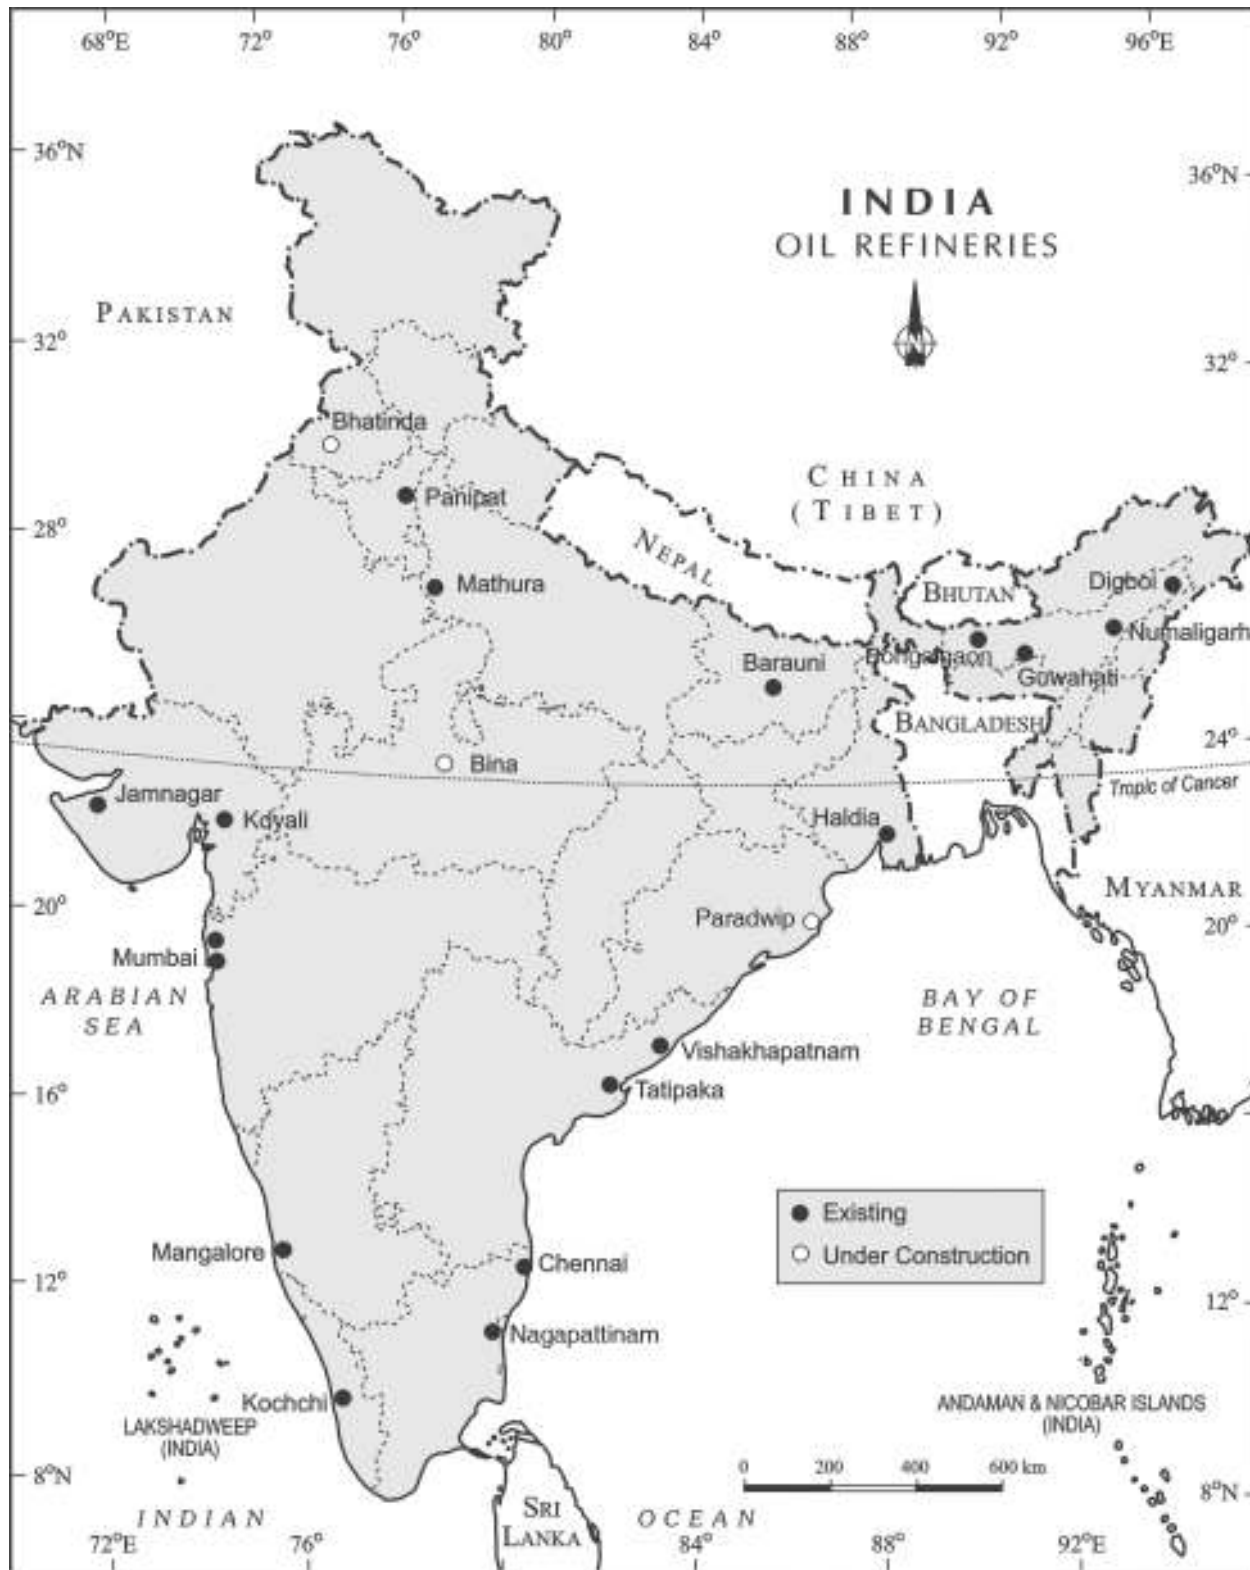 68°E 72° 76° 80° 84° 88° 92° 96°E
36°N
36°N
INDIA
OIL REFINERIES
PAKISTAN
32°
32°
Bhatinda
CHINA
(TIBET)
Panipat
28°
28°
NEPAL
Mathura
BHUTAN
Digboi
Numaligarh
Bongaigaon
Guwahati
Barauni
BANGLADESH
24°
Bina
Tropic of Cancer
Jamnagar
Koyali
Haldia
MYANMAR
20°
20°
Paradwip
Mumbai
ARABIAN
SEA
BAY OF
BENGAL
Vishakhapatnam
Tatipaka
16°
Existing
Under Construction
Mangalore
Chennai
12°
12°
Nagapattinam
Kochchi
LAKSHADWEEP
(INDIA)
ANDAMAN & NICOBAR ISLANDS
(INDIA)
0 200 400 600 km
8°N
8°N
SRI
LANKA
INDIAN OCEAN
72°E 76° 88° 92°E